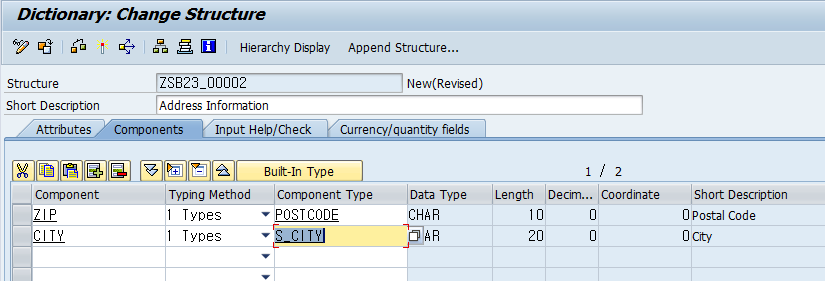 Dictionary: Change Structure
Hierarchy Display Append Structure...
Structure ZSB23_00002 New(Revised)
Short Description Address Information
Attributes Components Input Help/Check Currency/quantity fields
Built-In Type 1 / 2
Component Typing Method Component Type Data Type Length Decim... Coordinate Short Description
ZIP 1 Types POSTCODE CHAR 10 0 0 Postal Code
CITY 1 Types S_CITY AR 20 0 0 City